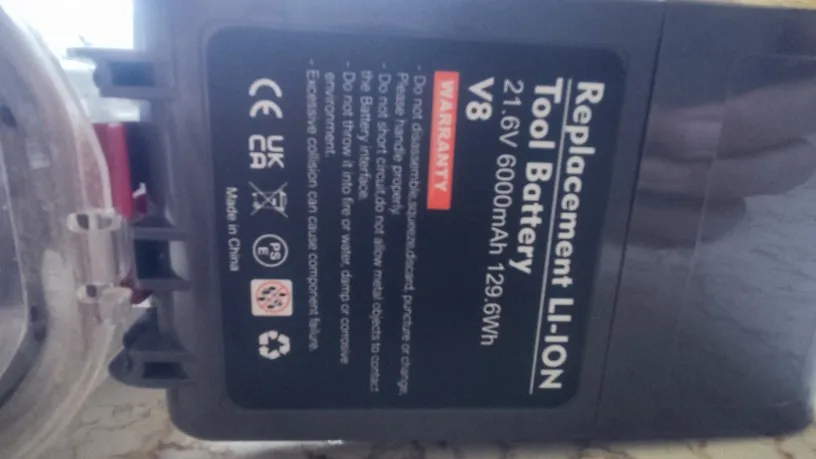 Replacement LI-ION
Tool Battery
21.6V 6000mAh 129.6Wh
V8
WARRANTY
- Do not disassemble,squeeze,discard, puncture or change;
Please handle properly.
- Do not short circuit,do not allow metal objects to contact
the Battery interface.
- Do not throw it into fire or water, damp or corrosive
environment.
- Excessive collision can cause component failure.
CE UK CA PS E
Made in China